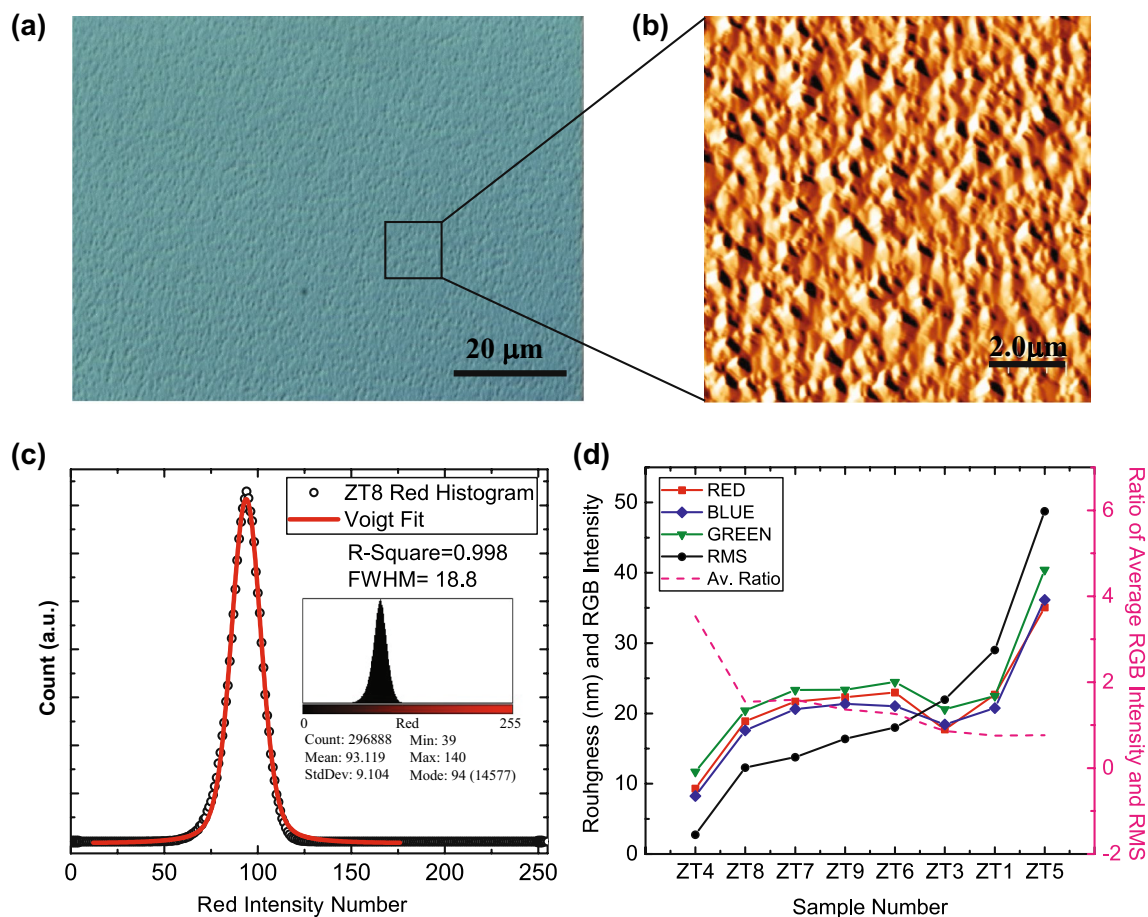 (a)
20 μm
(b)
2.0μm
(c)
Count (a.u.)
ZT8 Red Histogram
Voigt Fit
R-Square=0.998
FWHM= 18.8
0 Red 255
Count: 296888 Min: 39
Mean: 93.119 Max: 140
StdDev: 9.104 Mode: 94 (14577)
0 50 100 150 200 250
Red Intensity Number
(d)
Rouhgness (nm) and RGB Intensity
50
40
30
20
10
0
RED
BLUE
GREEN
RMS
Av. Ratio
6
4
2
0
-2
Ratio of Average RGB Intensity and RMS
ZT4 ZT8 ZT7 ZT9 ZT6 ZT3 ZT1 ZT5
Sample Number